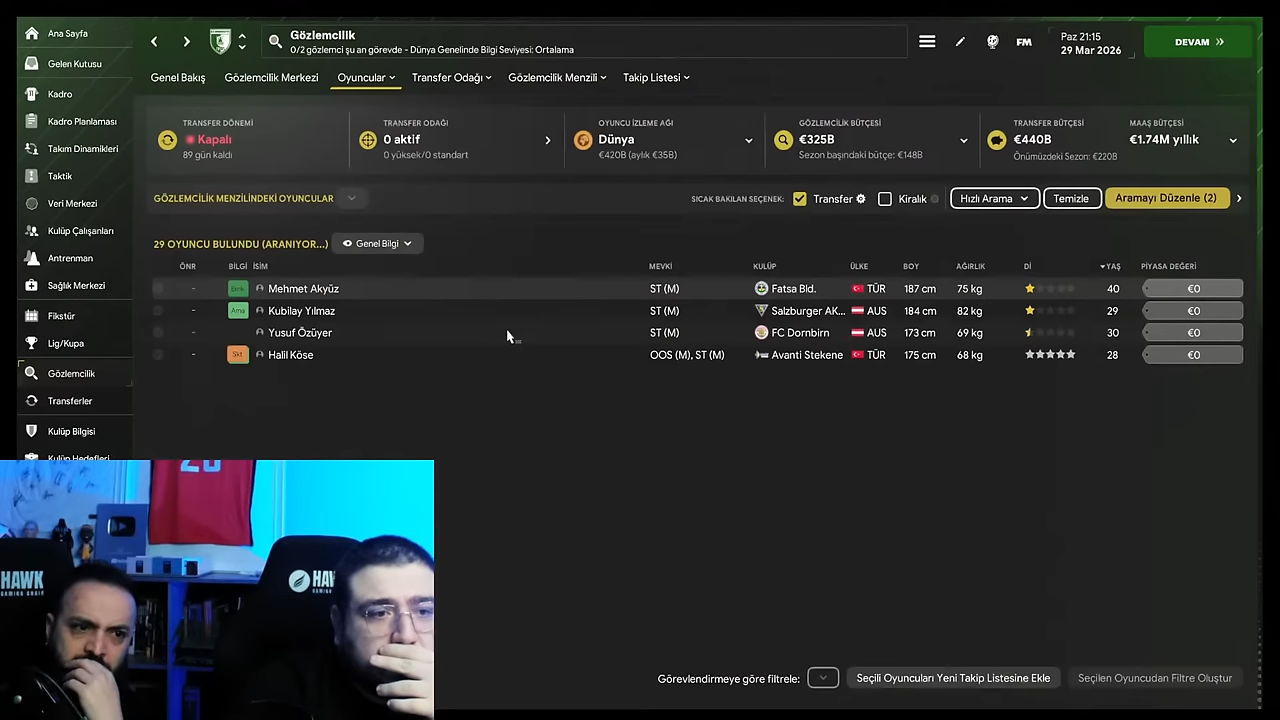 Ana Sayfa
Gelen Kutusu
Kadro
Kadro Planlaması
Takım Dinamikleri
Taktik
Veri Merkezi
Kulüp Çalışanları
Antrenman
Sağlık Merkezi
Fikstür
Lig/Kupa
Gözlemcilik
Transferler
Kulüp Bilgisi
Kulüp Hedefleri
Gözlemcilik
0/2 gözlemci şu an görevde - Dünya Genelinde Bilgi Seviyesi: Ortalama
FM
Paz 21:15
29 Mar 2026
DEVAM
Genel Bakış Gözlemcilik Merkezi Oyuncular Transfer Odağı Gözlemcilik Menzili Takip Listesi
TRANSFER DÖNEMİ
Kapalı
89 gün kaldı
TRANSFER ODAĞI
0 aktif
0 yüksek/0 standart
OYUNCU İZLEME AĞI
Dünya
€420B (aylık €35B)
GÖZLEMCİLİK BÜTÇESİ
€325B
Sezon başındaki bütçe: €148B
TRANSFER BÜTÇESİ
€440B
Önümüzdeki Sezon: €220B
MAAŞ BÜTÇESİ
€1.74M yıllık
GÖZLEMCİLİK MENZİLİNDEKİ OYUNCULAR
SICAK BAKILAN SEÇENEK: Transfer Kiralık Hızlı Arama Temizle Aramayı Düzenle (2)
29 OYUNCU BULUNDU (ARANIYOR...) Genel Bilgi
ÖNR BİLGİ İSİM MEVKİ KULÜP ÜLKE BOY AĞIRLIK Dİ YAŞ PİYASA DEĞERİ
- Emk Mehmet Akyüz ST (M) Fatsa Bld. TÜR 187 cm 75 kg 40 €0
- Ama Kubilay Yılmaz ST (M) Salzburger AK... AUS 184 cm 82 kg 29 €0
- Yusuf Özüyer ST (M) FC Dornbirn AUS 173 cm 69 kg 30 €0
- Skt Halil Köse OOS (M), ST (M) Avanti Stekene TÜR 175 cm 68 kg 28 €0
HAWK
GAMING CHAIR
HAW
Görevlendirmeye göre filtrele: Seçili Oyuncuları Yeni Takip Listesine Ekle Seçilen Oyuncudan Filtre Oluştur